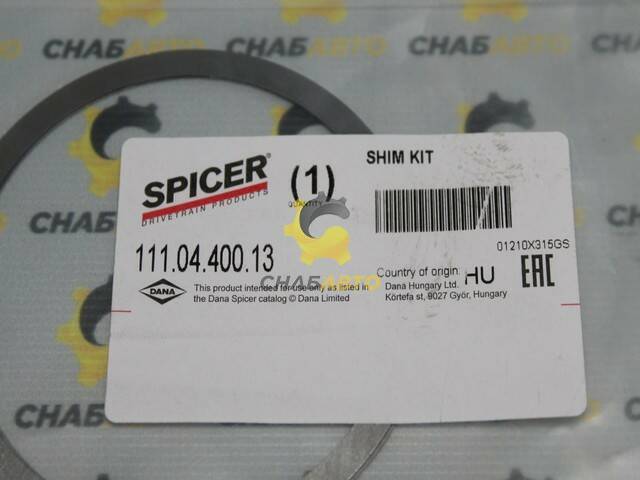 SPICER®
DRIVETRAIN PRODUCTS
(1)
QUANTITY
SHIM KIT
01210X315GS
111.04.400.13
DANA
This product intended for use only as listed in
the Dana Spicer catalog © Dana Limited
Country of origin: HU
Dana Hungary Ltd.
Körtefa st, 9027 Győr, Hungary
EAC
СНАБАВТО
СНАБАВТО
СНАБАВТО
СНАБАВТО
СНАБАВТО
СНАБАВТО